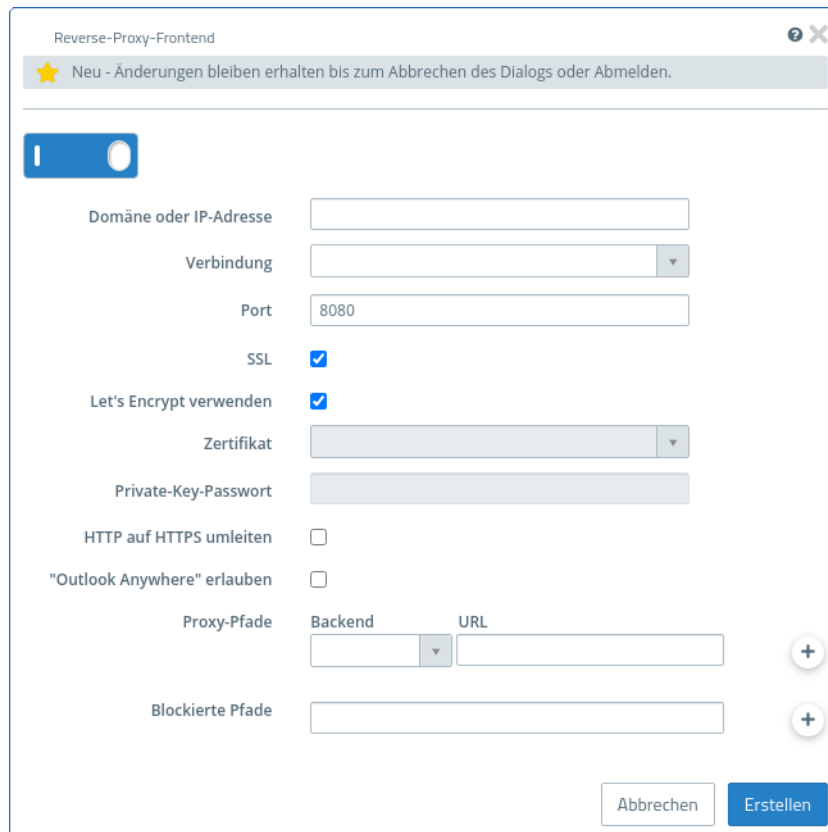 Reverse-Proxy-Frontend
Neu - Änderungen bleiben erhalten bis zum Abbrechen des Dialogs oder Abmelden.
Domäne oder IP-Adresse
Verbindung
Port 8080
SSL
Let's Encrypt verwenden
Zertifikat
Private-Key-Passwort
HTTP auf HTTPS umleiten
"Outlook Anywhere" erlauben
Proxy-Pfade Backend URL
Blockierte Pfade
Abbrechen Erstellen